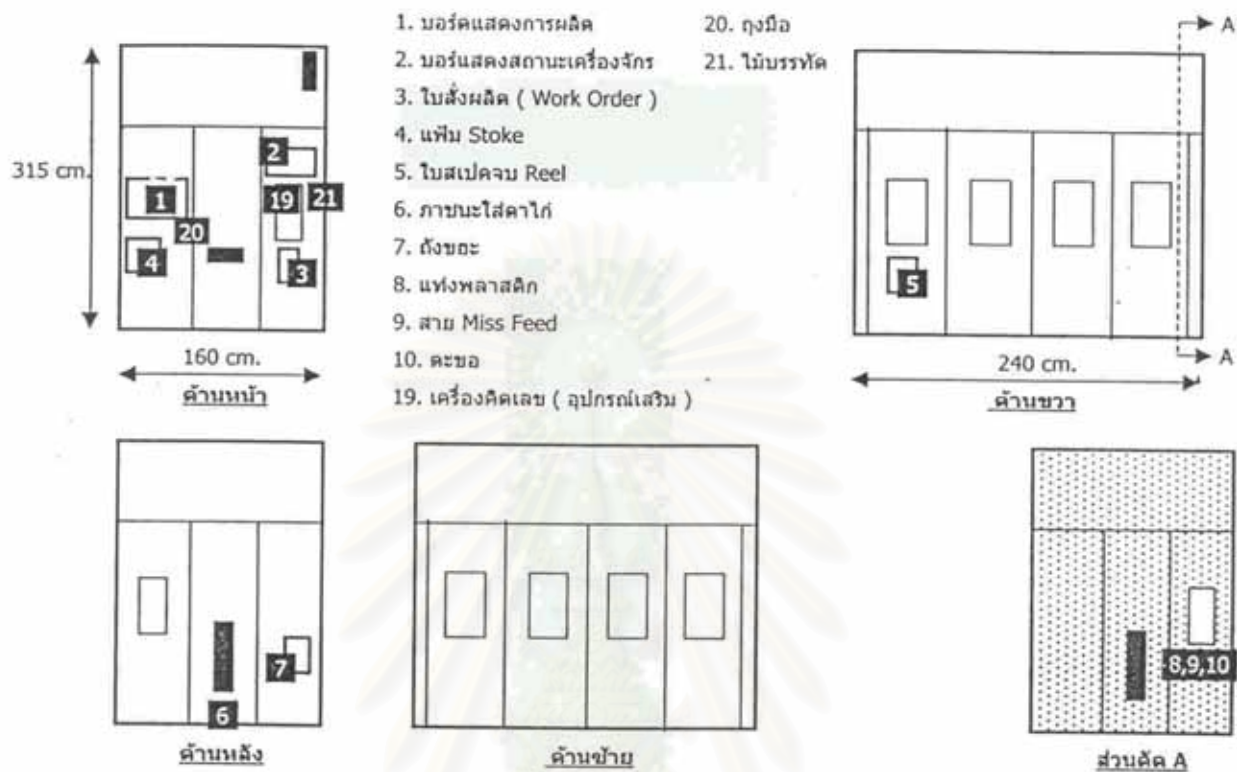 1. บอร์ดแสดงการผลิต
2. บอร์แสดงสถานะเครื่องจักร
3. ใบสั่งผลิต ( Work Order )
4. แฟ้ม Stoke
5. ใบสเปคจบ Reel
6. ภาชนะใส่ตาไก่
7. ถังขยะ
8. แท่งพลาสติก
9. สาย Miss Feed
10. ตะขอ
19. เครื่องคิดเลข ( อุปกรณ์เสริม )
20. ถุงมือ
21. ไม้บรรทัด
315 cm.
2
1
19
21
20
4
3
160 cm.
ด้านหน้า
A
5
A
240 cm.
ด้านขวา
7
6
ด้านหลัง
ด้านซ้าย
8,9,10
ส่วนตัด A